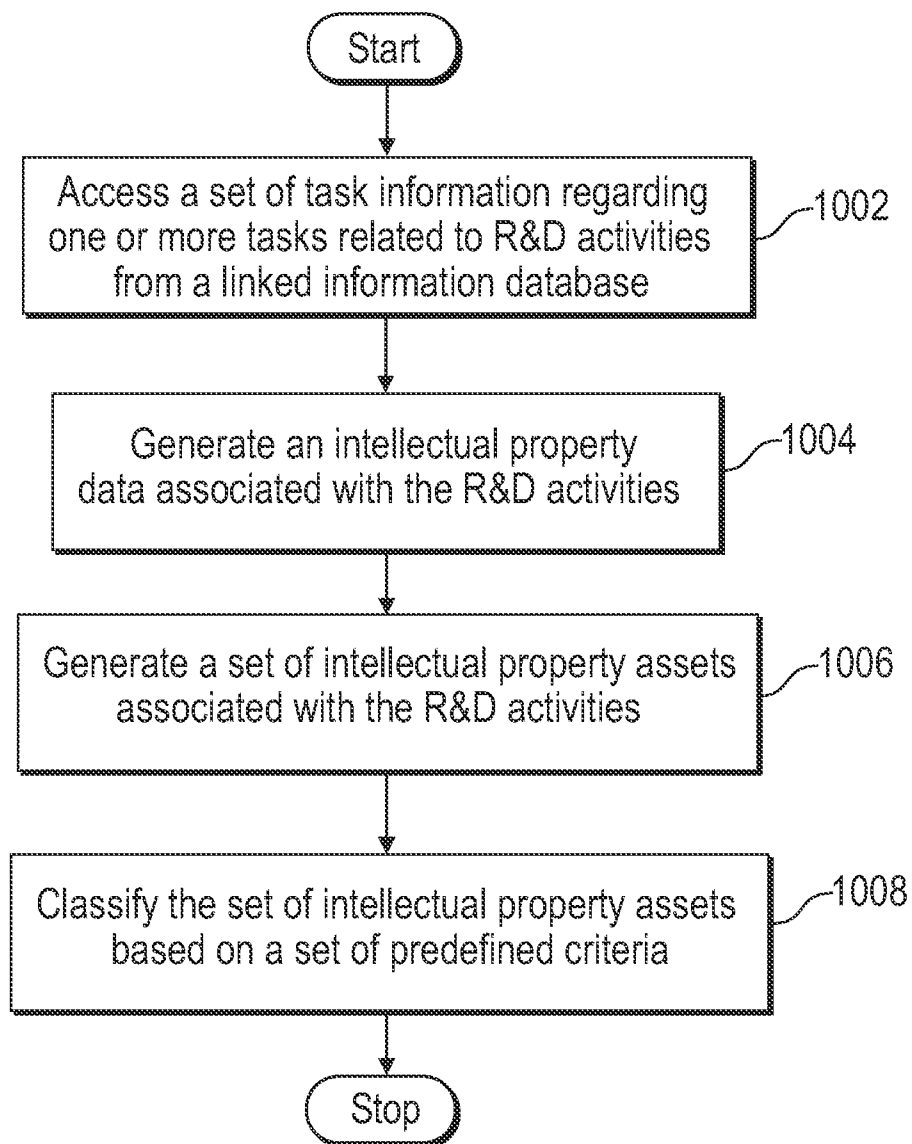 Start
Access a set of task information regarding
one or more tasks related to R&D activities
from a linked information database
1002
Generate an intellectual property
data associated with the R&D activities
1004
Generate a set of intellectual property assets
associated with the R&D activities
1006
Classify the set of intellectual property assets
based on a set of predefined criteria
1008
Stop